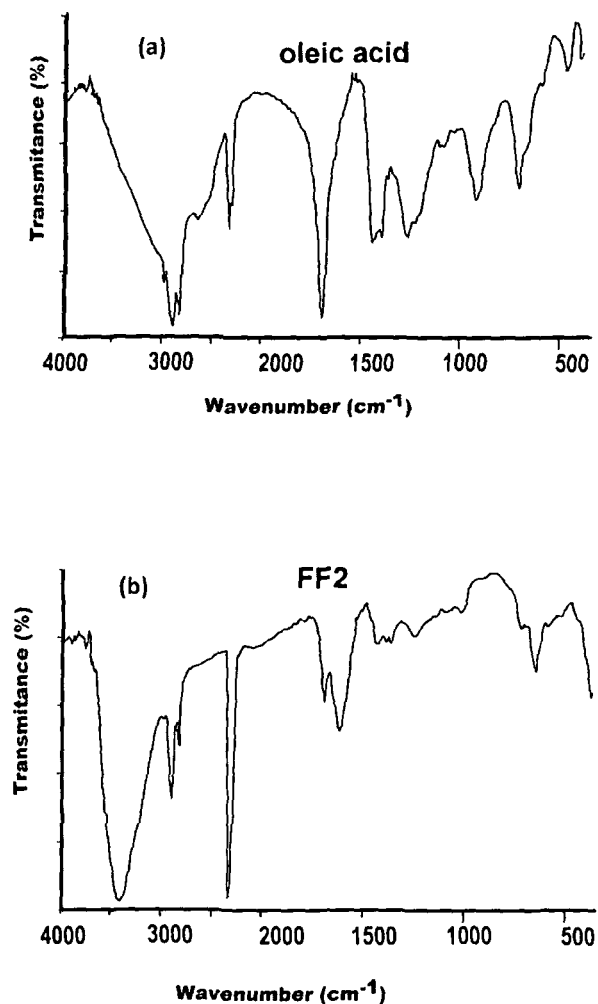 (a)
oleic acid
Transmitance (%)
4000 3000 2000 1500 1000 500
Wavenumber (cm-1)
(b)
FF2
Transmitance (%)
4000 3000 2000 1500 1000 500
Wavenumber (cm-1)